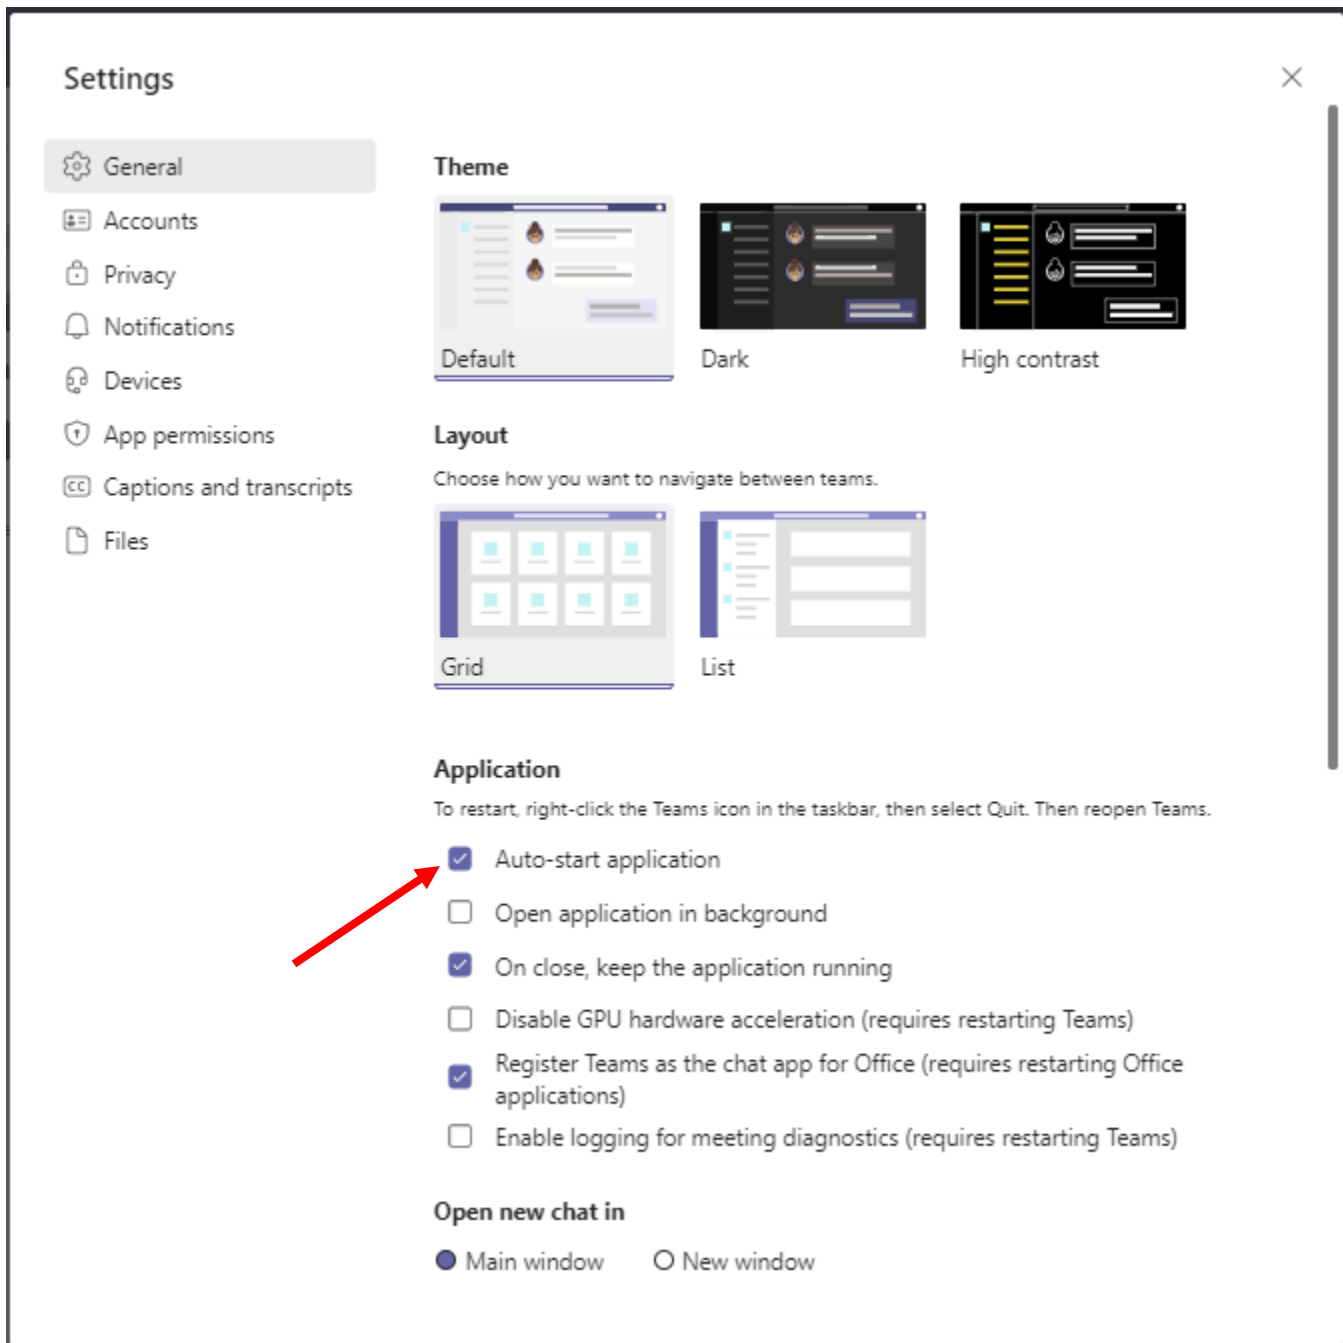 Settings
General
Accounts
Privacy
Notifications
Devices
App permissions
Captions and transcripts
Files
Theme
Default
Dark
High contrast
Layout
Choose how you want to navigate between teams.
Grid
List
Application
To restart, right-click the Teams icon in the taskbar, then select Quit. Then reopen Teams.
Auto-start application
Open application in background
On close, keep the application running
Disable GPU hardware acceleration (requires restarting Teams)
Register Teams as the chat app for Office (requires restarting Office
applications)
Enable logging for meeting diagnostics (requires restarting Teams)
Open new chat in
Main window
New window